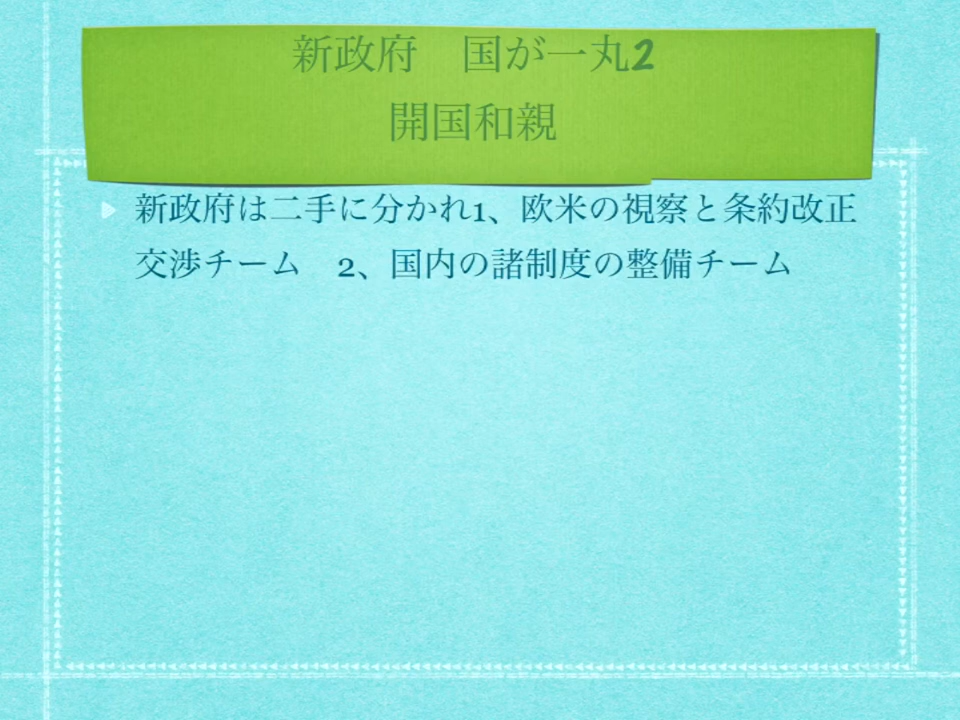 新政府　国が一丸2
開国和親
新政府は二手に分かれ1、欧米の視察と条約改正
交渉チーム　2、国内の諸制度の整備チーム